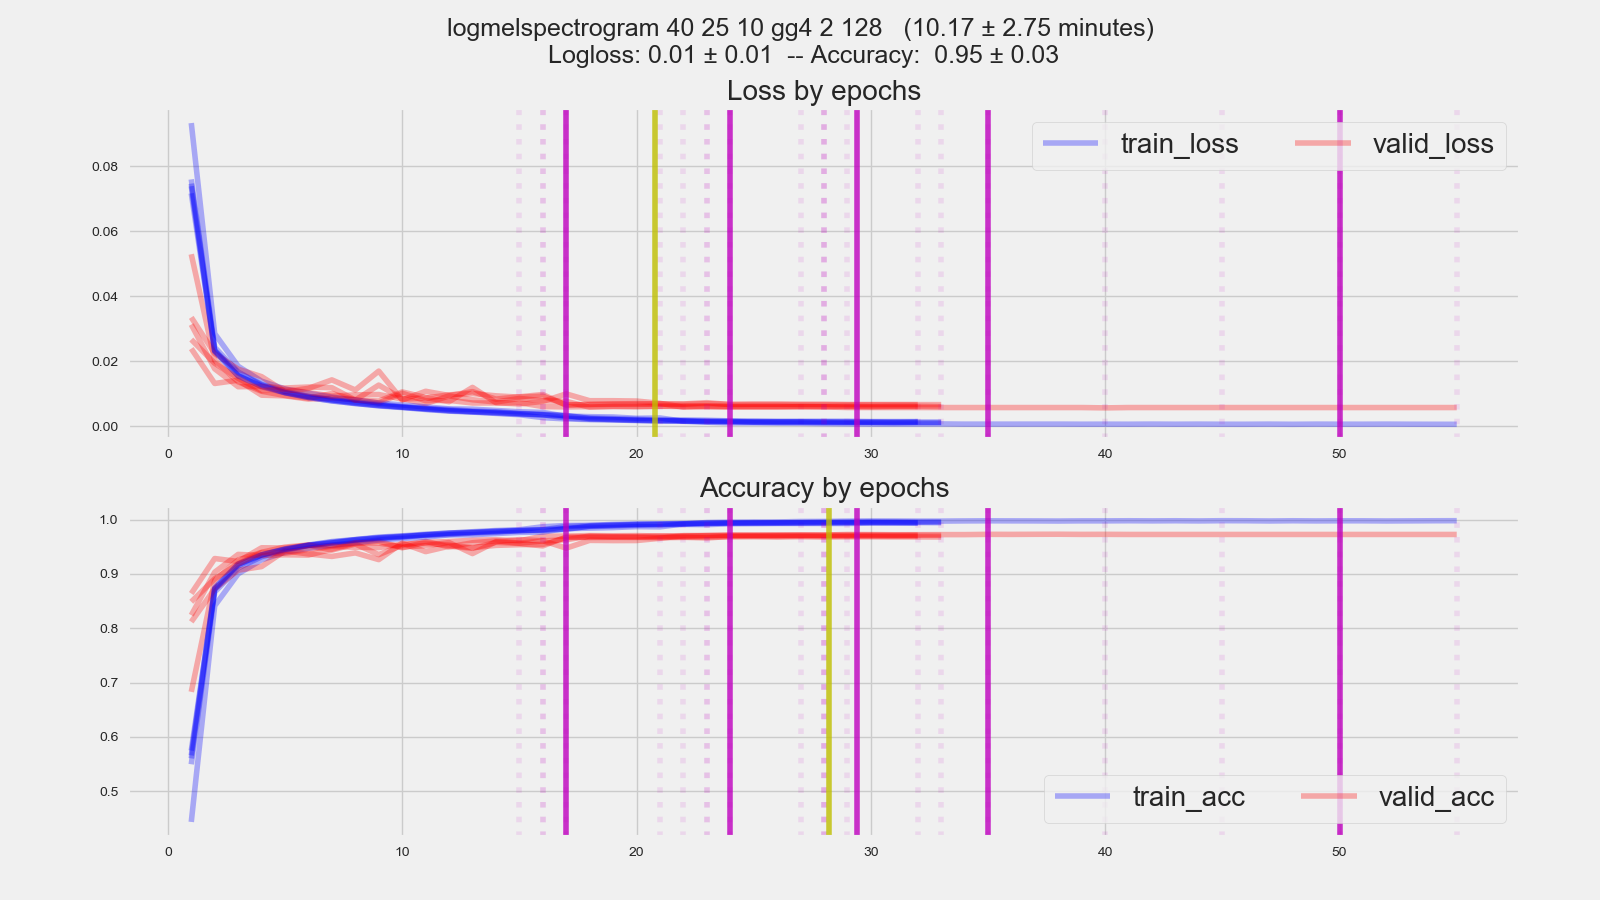 logmelspectrogram 40 25 10 gg4 2 128 (10.17 ± 2.75 minutes)
Logloss: 0.01 ± 0.01 -- Accuracy: 0.95 ± 0.03
Loss by epochs
train_loss valid_loss
0.08
0.06
0.04
0.02
0.00
0 10 20 30 40 50
Accuracy by epochs
1.0
0.9
0.8
0.7
0.6
0.5
train_acc valid_acc
0 10 20 30 40 50